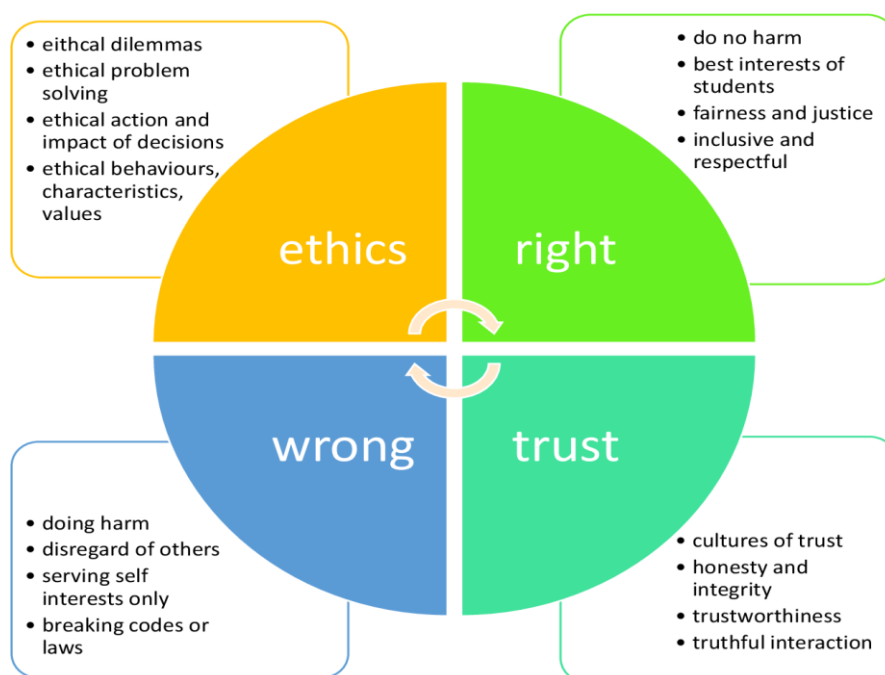 • eithcal dilemmas
• ethical problem
solving
• ethical action and
impact of decisions
• ethical behaviours,
characteristics,
values
• do no harm
• best interests of
students
• fairness and justice
• inclusive and
respectful
ethics
right
wrong
trust
• doing harm
• disregard of others
• serving self
interests only
• breaking codes or
laws
• cultures of trust
• honesty and
integrity
• trustworthiness
• truthful interaction